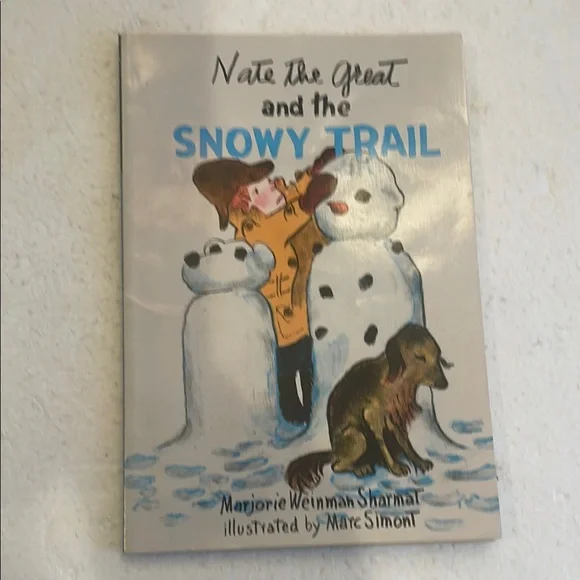 Nate the Great
and the
SNOWY TRAIL
Marjorie Weinman Sharmat
illustrated by Marc Simont